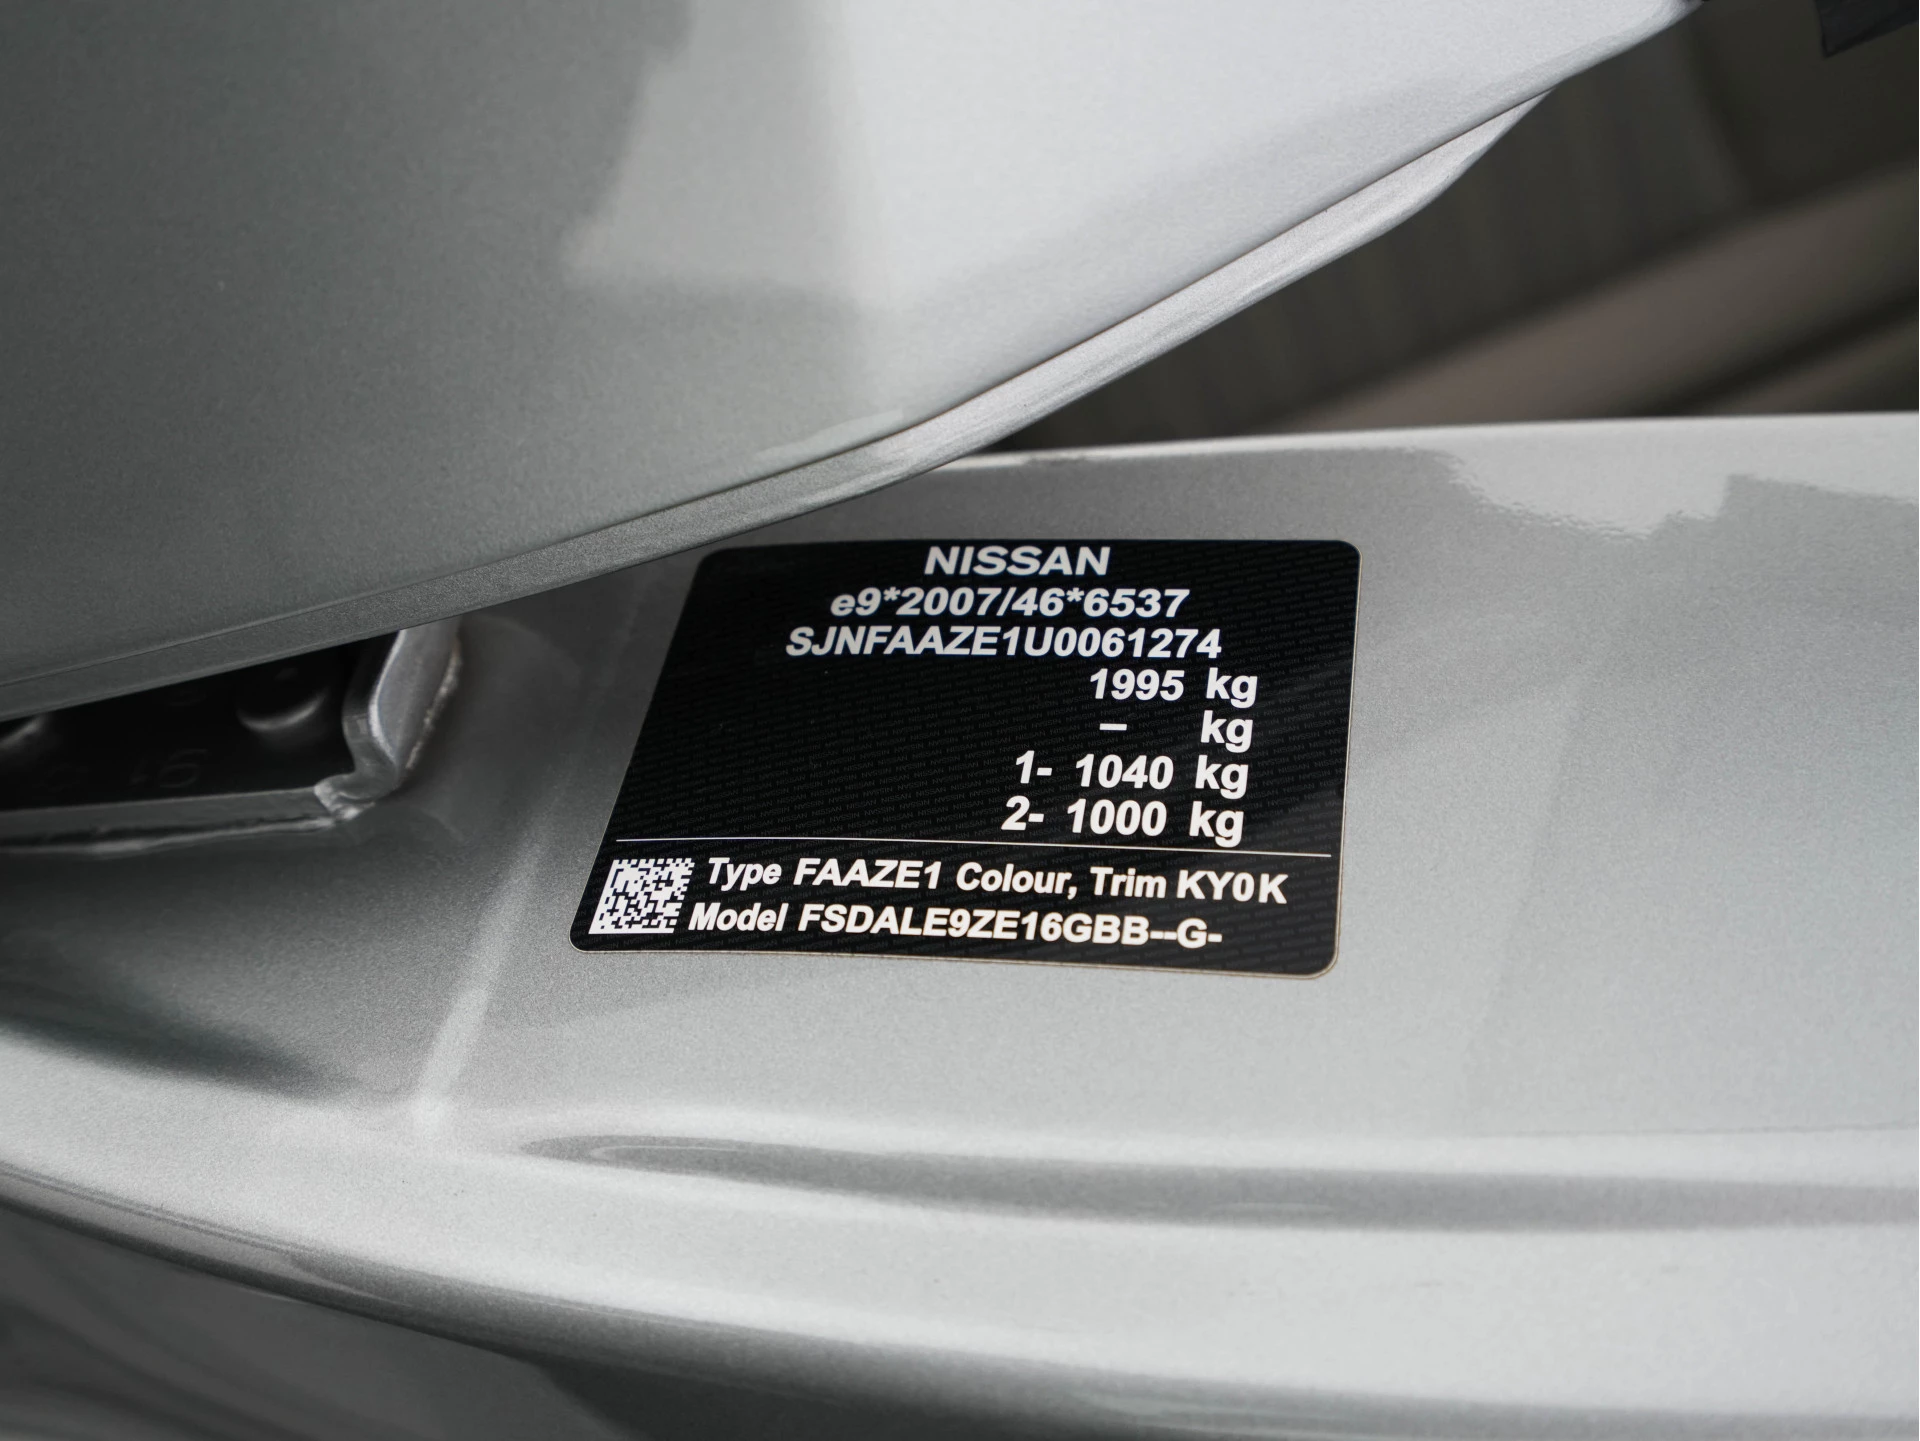 NISSAN
e9*2007/46*6537
SJNFAAZE1U0061274
1995 kg
– kg
1- 1040 kg
2- 1000 kg
Type FAAZE1 Colour, Trim KY0 K
Model FSDALE9ZE16GBB--G-